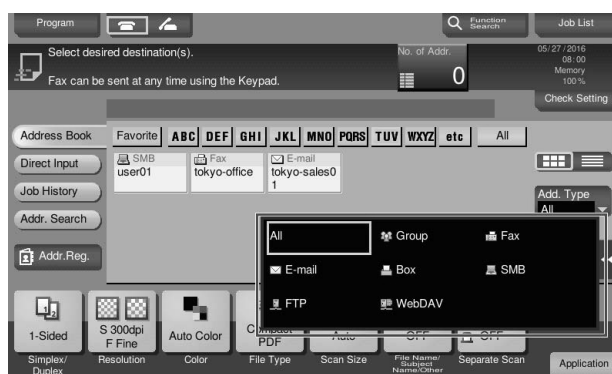 Program
Function
Search
Job List
Select desired destination(s).
Fax can be sent at any time using the Keypad.
No. of Addr.
0
05/27/2016
08:00
Memory
100 %
Check Setting
Address Book
Favorite ABC DEF GHI JKL MNO PQRS TUV WXYZ etc All
Direct Input
Job History
Addr. Search
Addr.Reg.
SMB
user01
Fax
tokyo-office
E-mail
tokyo-sales0
1
Add. Type
All
All Group Fax
E-mail Box SMB
FTP WebDAV
1-Sided
S 300dpi
F Fine
Auto Color
PDF
Simplex/
Duplex
Resolution
Color
File Type
Scan Size
File Name/
Subject
Name/Other
Separate Scan
Application